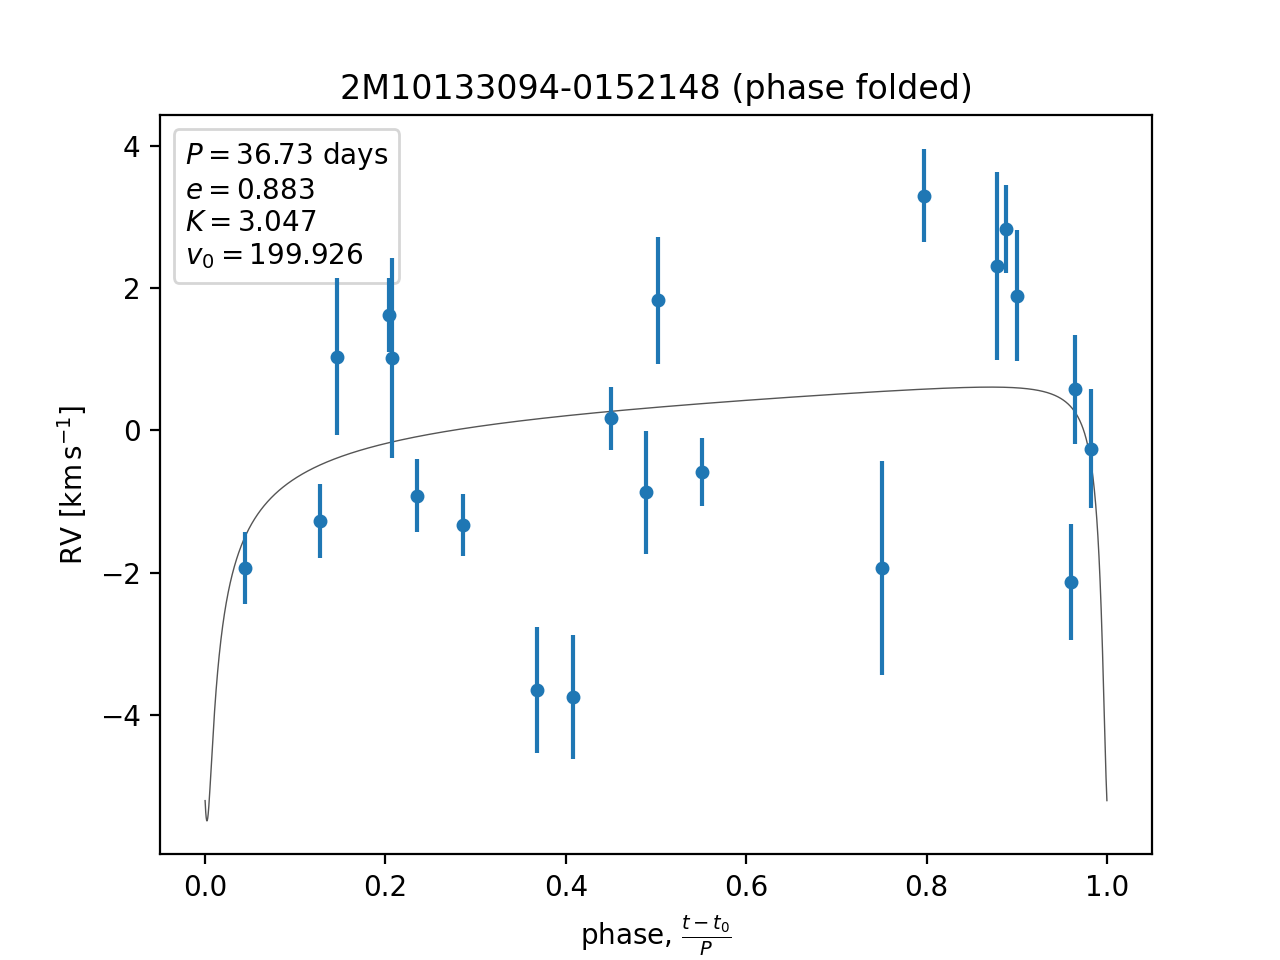 2M10133094-0152148 (phase folded)
P = 36.73 days
e = 0.883
K = 3.047
v₀ = 199.926
RV [km s⁻¹]
4
2
0
−2
−4
0.0 0.2 0.4 0.6 0.8 1.0
phase, (t − t₀)/P